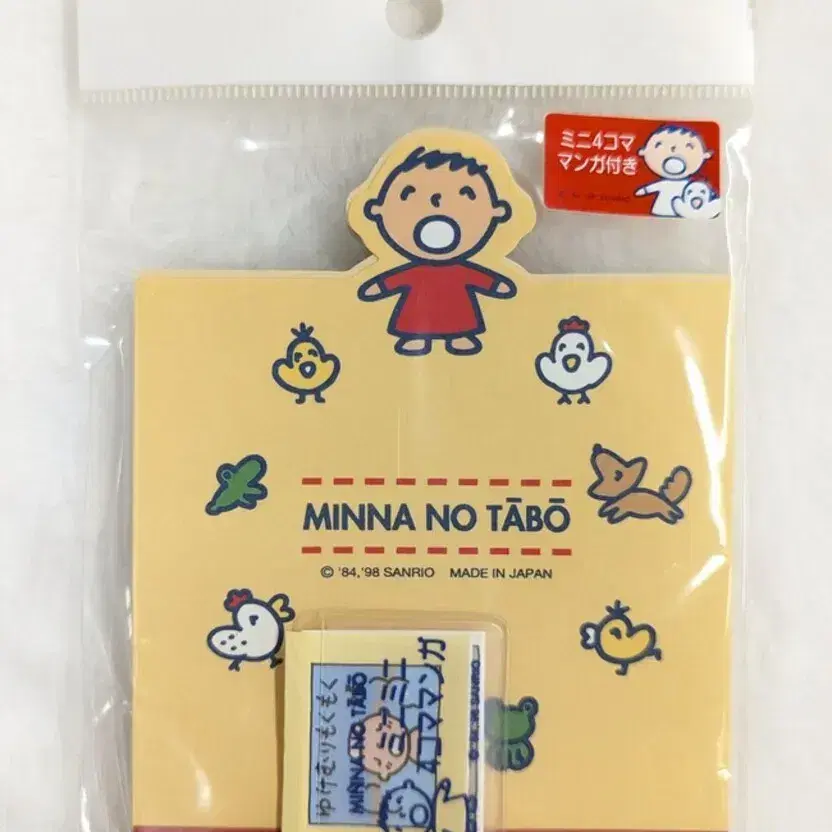 ミニ4コマ
マンガ付き
MINNA NO TĀBŌ
© '84,'98 SANRIO MADE IN JAPAN
ゆけむりもくもく
MINNA NO TĀBŌ
ミニミニ
4コママンガ